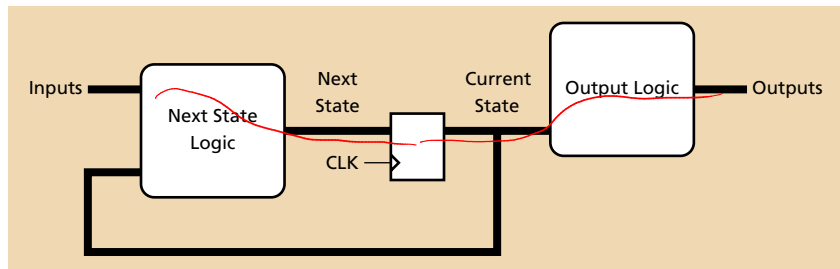 Inputs
Next State
Logic
Next
State
CLK
Current
State
Output Logic
Outputs